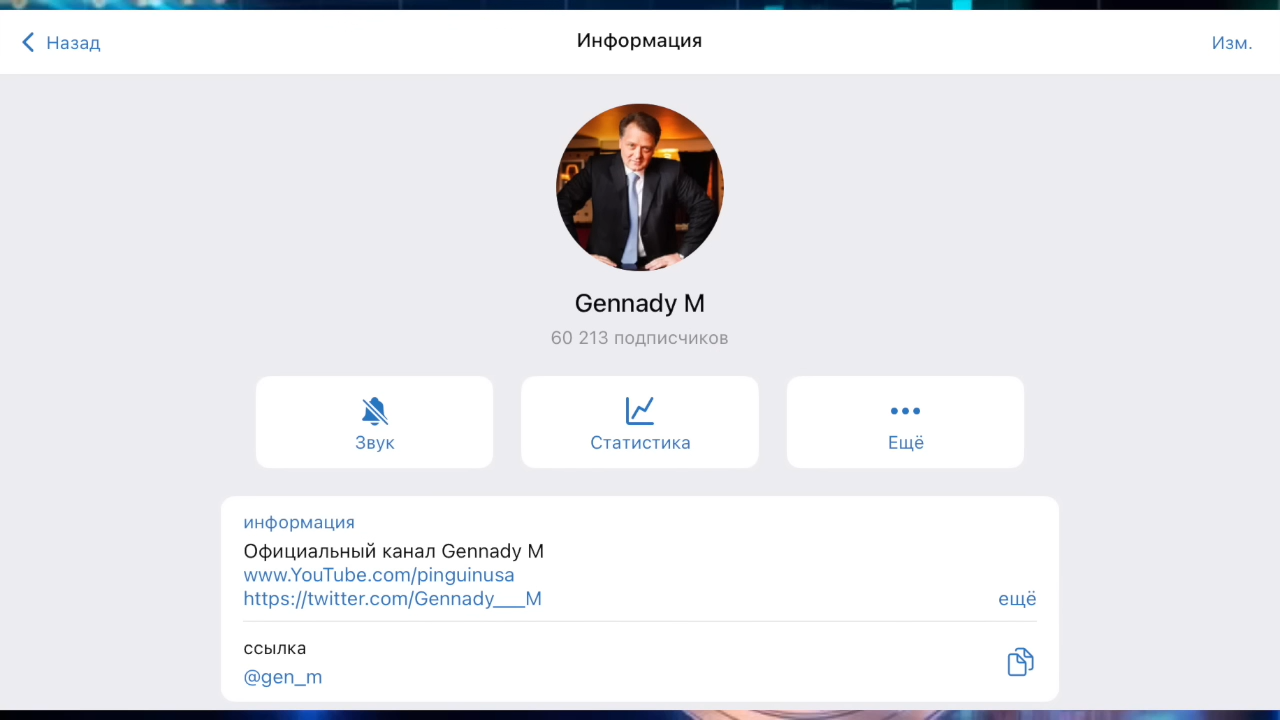 Назад
Информация
Изм.
Gennady M
60 213 подписчиков
Звук
Статистика
Ещё
информация
Официальный канал Gennady M
www.YouTube.com/pinguinusa
https://twitter.com/Gennady___M
ещё
ссылка
@gen_m